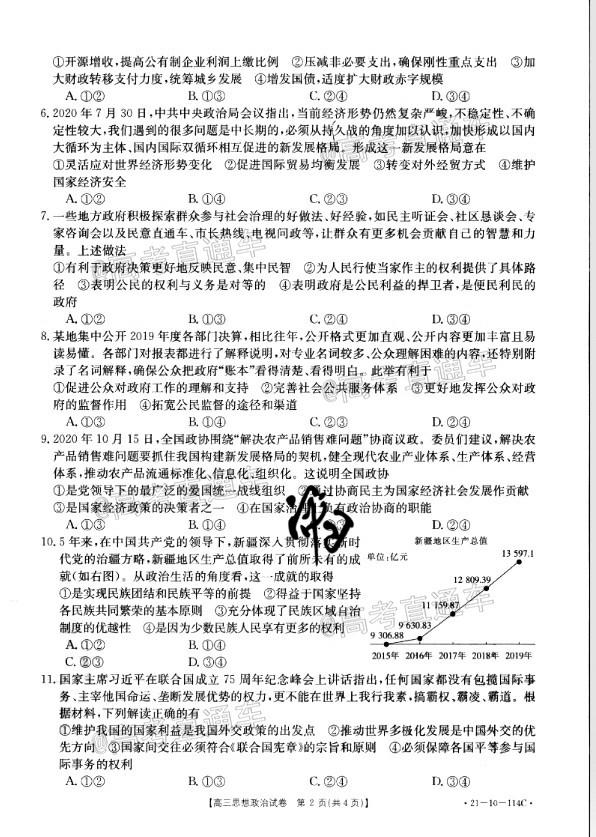 ①开源增收,提高公有制企业利润上缴比例　②压减非必要支出,确保刚性重点支出　③加
大财政转移支付力度,统筹城乡发展　④增发国债,适度扩大财政赤字规模
A.①②　B.①③　C.②④　D.③④
6.2020年7月30日,中共中央政治局会议指出,当前经济形势仍然复杂严峻,不稳定性、不确
定性较大,我们遇到的很多问题是中长期的,必须从持久战的角度加以认识,加快形成以国内
大循环为主体、国内国际双循环相互促进的新发展格局。形成这一新发展格局意在
①灵活应对世界经济形势变化　②促进国际贸易均衡发展　③转变对外经贸方式　④维护
国家经济安全
A.①②　B.①④　C.②③　D.③④
7.一些地方政府积极探索群众参与社会治理的好做法、好经验,如民主听证会、社区恳谈会、专
家咨询会以及民意直通车、市长热线、电视问政等,让群众有更多机会贡献自己的智慧和力
量。上述做法
①有利于政府决策更好地反映民意、集中民智　②为人民行使当家作主的权利提供了具体路
径　③表明公民的权利与义务是对等的　④表明政府是公民利益的捍卫者,是便民利民的
政府
A.①②　B.①③　C.②④　D.③④
8.某地集中公开2019年度各部门决算,相比往年,公开格式更加直观、公开内容更加丰富且易
读易懂。各部门对报表都进行了解释说明,对专业名词较多、公众理解困难的内容,还特别附
录了名词解释,确保公众把政府“账本”看得清楚、看得明白。此举有利于
①促进公众对政府工作的理解和支持　②完善社会公共服务体系　③更好地发挥公众对政
府的监督作用　④拓宽公民监督的途径和渠道
A.①③　B.①④　C.②③　D.②④
9.2020年10月15日,全国政协围绕“解决农产品销售难问题”协商议政。委员们建议,解决农
产品销售难问题要抓住我国构建新发展格局的契机,健全现代农业产业体系、生产体系、经营
体系,推动农产品流通标准化、信息化、组织化。这说明全国政协
①是党领导下的最广泛的爱国统一战线组织　②通过协商民主为国家经济社会发展作贡献
③是国家经济政策的决策者之一　④在国家治理上负有政治协商的职能
A.①②　B.①③　D.③④
10.5年来,在中国共产党的领导下,新疆深入贯彻落实新时
代党的治疆方略,新疆地区生产总值取得了前所未有的成
就(如右图)。从政治生活的角度看,这一成就的取得
①是实现民族团结和民族平等的前提　②得益于国家坚持
各民族共同繁荣的基本原则　③充分体现了民族区域自治
制度的优越性　④是因为少数民族人民享有更多的权利
A.①②　B.①④
C.②③　D.③④
新疆地区生产总值
单位:亿元
13 597.1
12 809.39
11 159.87
9 630.83
9 306.88
2015年　2016年　2017年　2018年　2019年
11.国家主席习近平在联合国成立75周年纪念峰会上讲话指出,任何国家都没有包揽国际事
务、主宰他国命运、垄断发展优势的权力,更不能在世界上我行我素,搞霸权、霸凌、霸道。根
据材料,下列解读正确的有
①维护我国的国家利益是我国外交政策的出发点　②推动世界多极化发展是中国外交的优
先方向　③国家间交往必须符合《联合国宪章》的宗旨和原则　④必须保障各国平等参与国
际事务的权利
A.①②　B.①③　C.②④　D.③④
【高三思想政治试卷　第2页(共4页)】　·21-10-114C·
@高考直通车